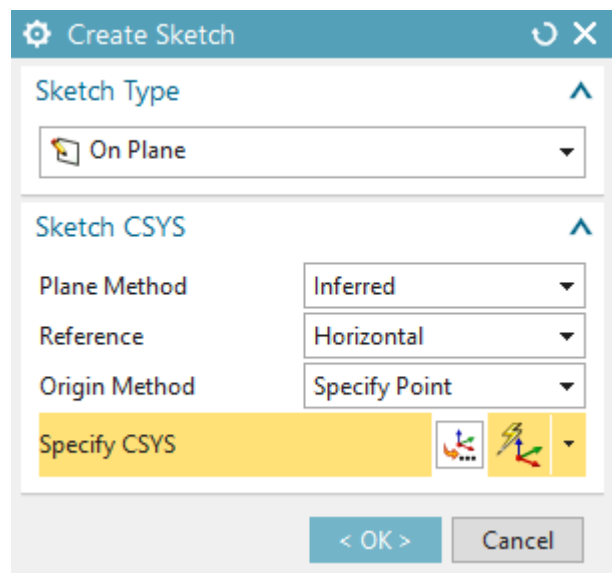 Create Sketch
Sketch Type
On Plane
Sketch CSYS
Plane Method Inferred
Reference Horizontal
Origin Method Specify Point
Specify CSYS
< OK > Cancel